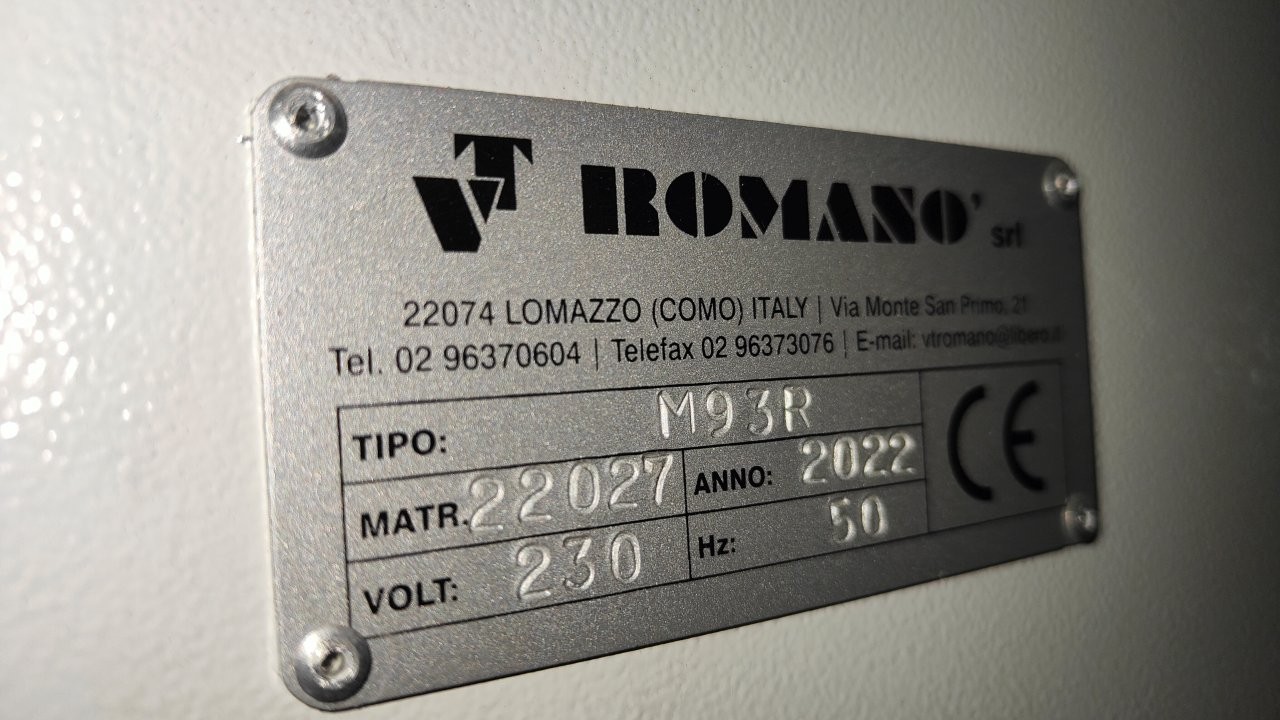 VT ROMANO' srl
22074 LOMAZZO (COMO) ITALY | Via Monte San Primo, 21
Tel. 02 96370604 | Telefax 02 96373076 | E-mail: vtromano@libero.it
TIPO: M93R
MATR. 22027 ANNO: 2022 CE
VOLT: 230 Hz: 50